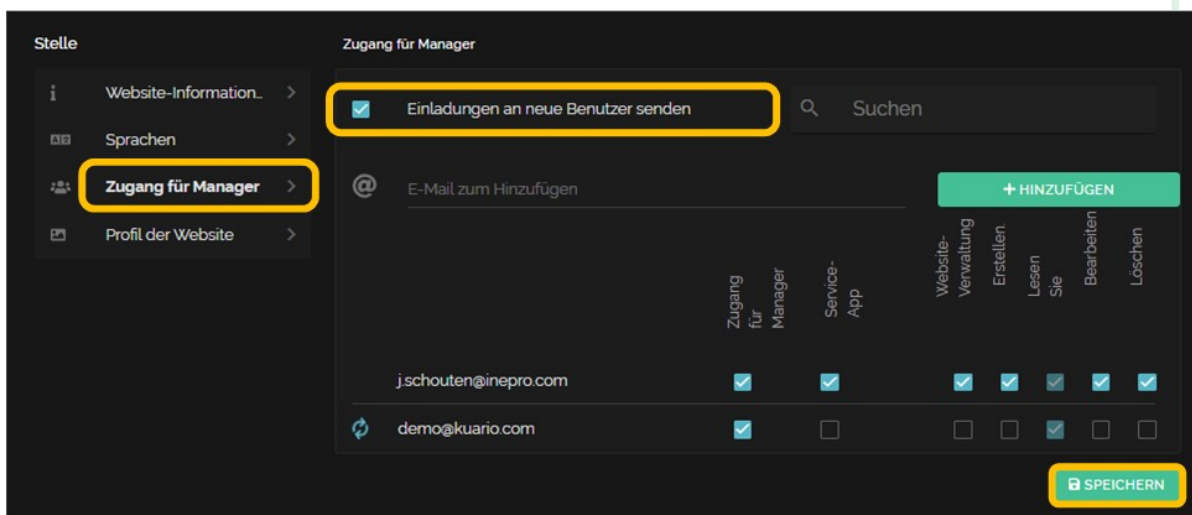 Stelle
Website-Information...
Sprachen
Zugang für Manager
Profil der Website
Zugang für Manager
Einladungen an neue Benutzer senden
Suchen
@ E-Mail zum Hinzufügen
+ HINZUFÜGEN
Zugang
für
Manager
Service-
App
Website-
Verwaltung
Erstellen.
Lesen
Sie
Bearbeiten
Löschen
j.schouten@inepro.com
demo@kuario.com
SPEICHERN